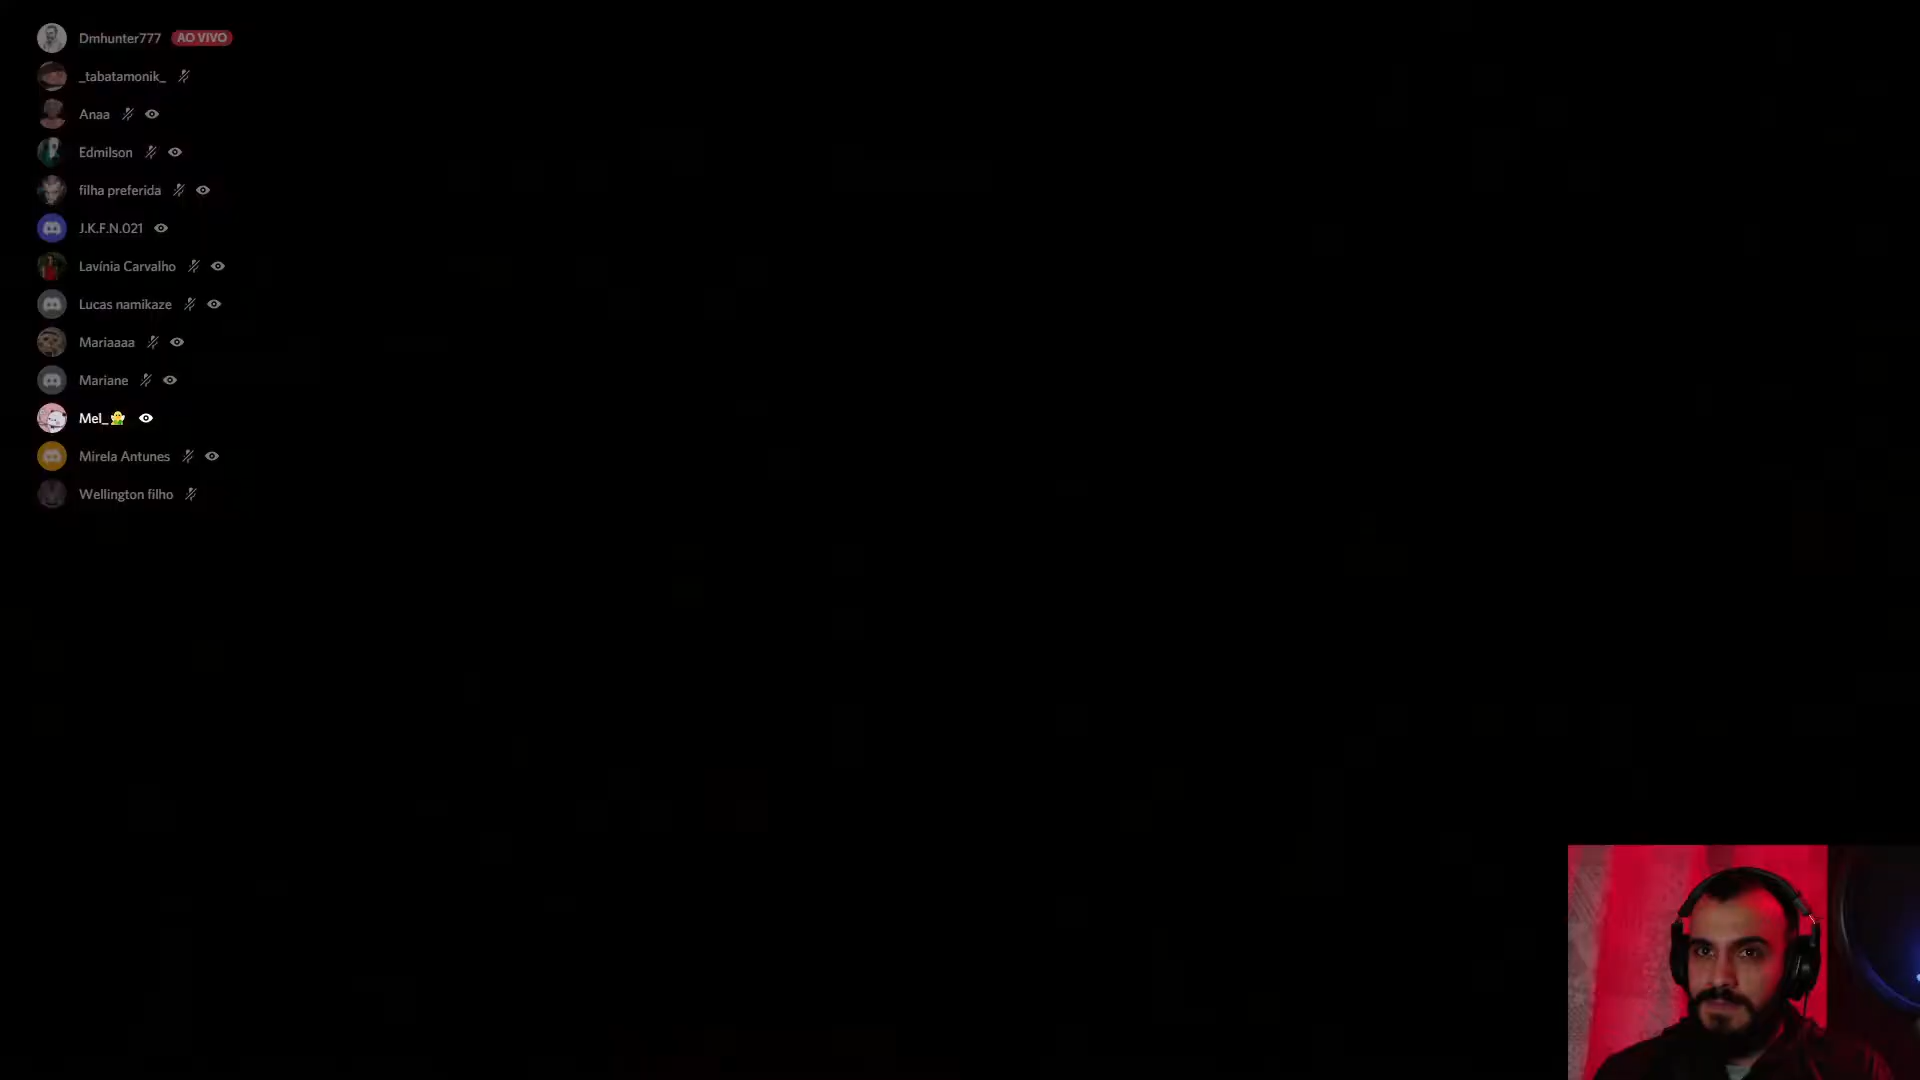 Dmhunter777 AO VIVO
_tabatamonik_
Anaa
Edmilson
filha preferida
J.K.F.N.021
Lavínia Carvalho
Lucas namikaze
Mariaaaa
Mariane
Mel_
Mirela Antunes
Wellington filho